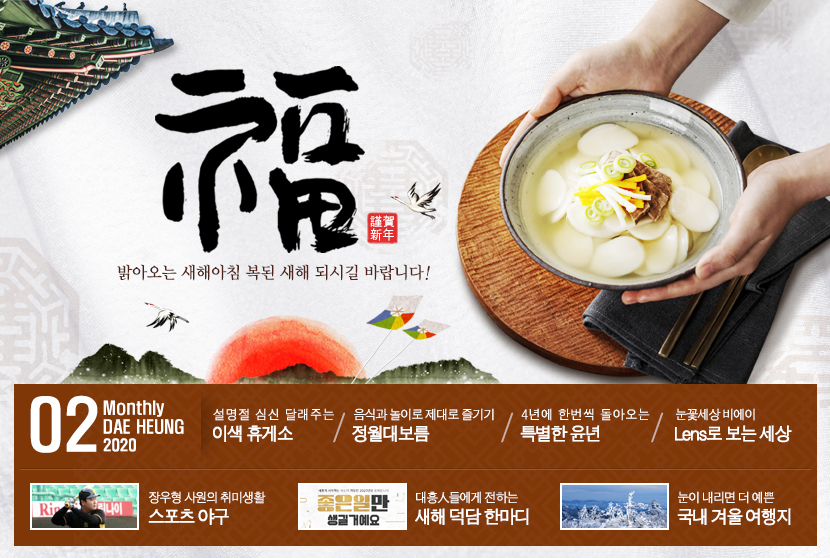 福
謹賀
新年
밝아오는 새해아침 복된 새해 되시길 바랍니다!
02
Monthly
DAE HEUNG
2020
설명절 심신 달래주는
이색 휴게소
음식과 놀이로 제대로 즐기기
정월대보름
4년에 한번씩 돌아오는
특별한 윤년
눈꽃세상 비에이
Lens로 보는 세상
장우형 사원의 취미생활
스포츠 야구
좋은일만
생길거예요
대흥人들에게 전하는
새해 덕담 한마디
눈이 내리면 더 예쁜
국내 겨울 여행지